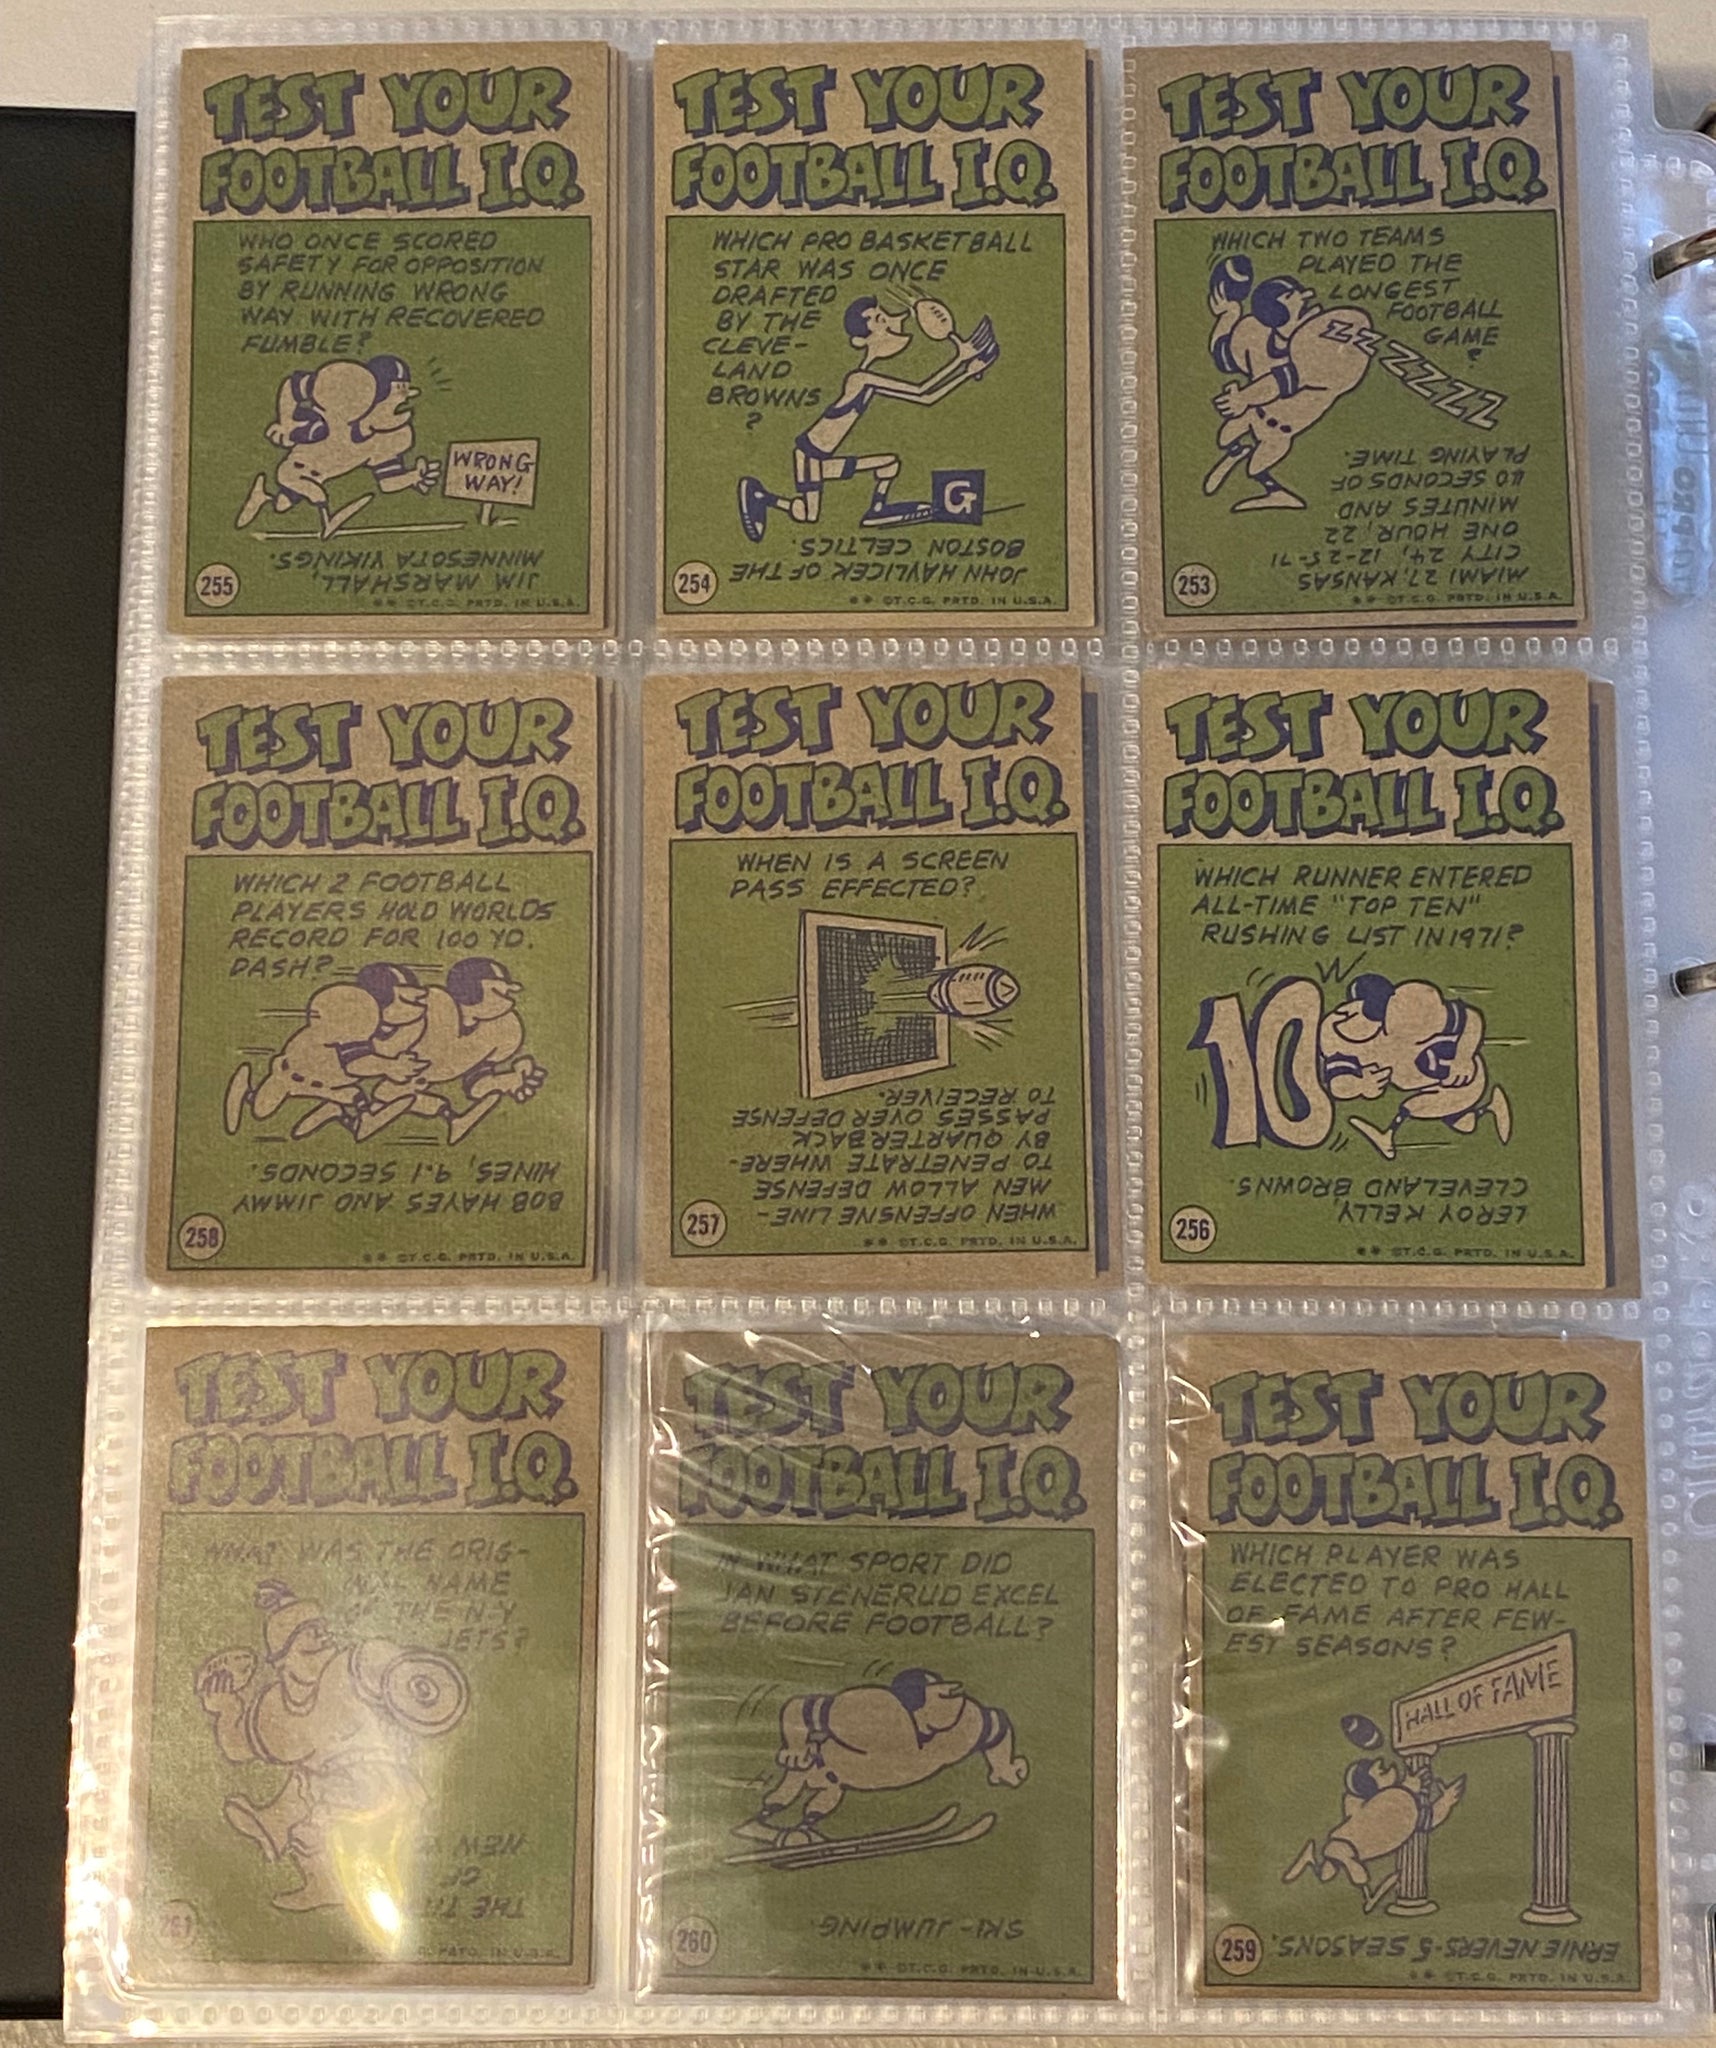 TEST YOUR
FOOTBALL I.Q.
WHO ONCE SCORED
SAFETY FOR OPPOSITION
BY RUNNING WRONG
WAY WITH RECOVERED
FUMBLE?
WRONG
WAY!
JIM MARSHALL,
MINNESOTA VIKINGS.
255
** ©T.C.G. PRTD. IN U.S.A.
TEST YOUR
FOOTBALL I.Q.
WHICH PRO BASKETBALL
STAR WAS ONCE
DRAFTED
BY THE
CLEVE-
LAND
BROWNS
?
G
JOHN HAVLICEK OF THE
BOSTON CELTICS.
254
** ©T.C.G. PRTD. IN U.S.A.
TEST YOUR
FOOTBALL I.Q.
WHICH TWO TEAMS
PLAYED THE
LONGEST
FOOTBALL
GAME
?
ZZZZZZZ
MIAMI 27, KANSAS
CITY 24, 12-25-71
ONE HOUR, 22
MINUTES AND
40 SECONDS OF
PLAYING TIME.
253
** ©T.C.G. PRTD. IN U.S.A.
TEST YOUR
FOOTBALL I.Q.
WHICH 2 FOOTBALL
PLAYERS HOLD WORLDS
RECORD FOR 100 YD.
DASH?
BOB HAYES AND JIMMY
HINES, 9.1 SECONDS.
258
** ©T.C.G. PRTD. IN U.S.A.
TEST YOUR
FOOTBALL I.Q.
WHEN IS A SCREEN
PASS EFFECTED?
WHEN OFFENSIVE LINE-
MEN ALLOW DEFENSE
TO PENETRATE WHERE-
BY QUARTERBACK
PASSES OVER DEFENSE
TO RECEIVER.
257
** ©T.C.G. PRTD. IN U.S.A.
TEST YOUR
FOOTBALL I.Q.
WHICH RUNNER ENTERED
ALL-TIME "TOP TEN"
RUSHING LIST IN 1971?
10
LEROY KELLY,
CLEVELAND BROWNS.
256
** ©T.C.G. PRTD. IN U.S.A.
TEST YOUR
FOOTBALL I.Q.
WHAT WAS THE ORIG-
INAL NAME
OF THE N.Y.
JETS?
THE
OF
NEW
261
PRTD. IN U.S.A.
TEST YOUR
FOOTBALL I.Q.
IN WHAT SPORT DID
JAN STENERUD EXCEL
BEFORE FOOTBALL?
SKI-JUMPING.
260
** ©T.C.G. PRTD. IN U.S.A.
TEST YOUR
FOOTBALL I.Q.
WHICH PLAYER WAS
ELECTED TO PRO HALL
OF FAME AFTER FEW-
EST SEASONS?
HALL OF FAME
ERNIE NEVERS-5 SEASONS.
259
** ©T.C.G. PRTD. IN U.S.A.